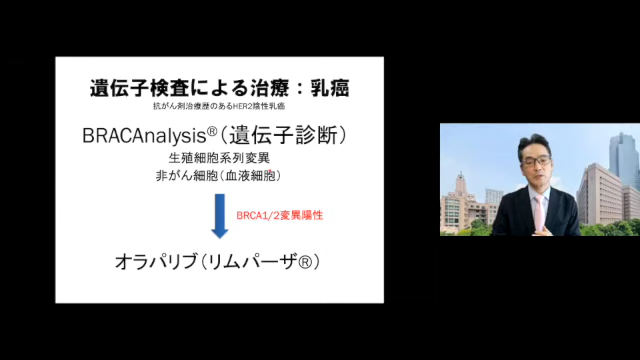 遺伝子検査による治療：乳癌
抗がん剤治療歴のあるHER2陰性乳癌
BRACAnalysis®（遺伝子診断）
生殖細胞系列変異
非がん細胞（血液細胞）
BRCA1/2変異陽性
オラパリブ（リムパーザ®）